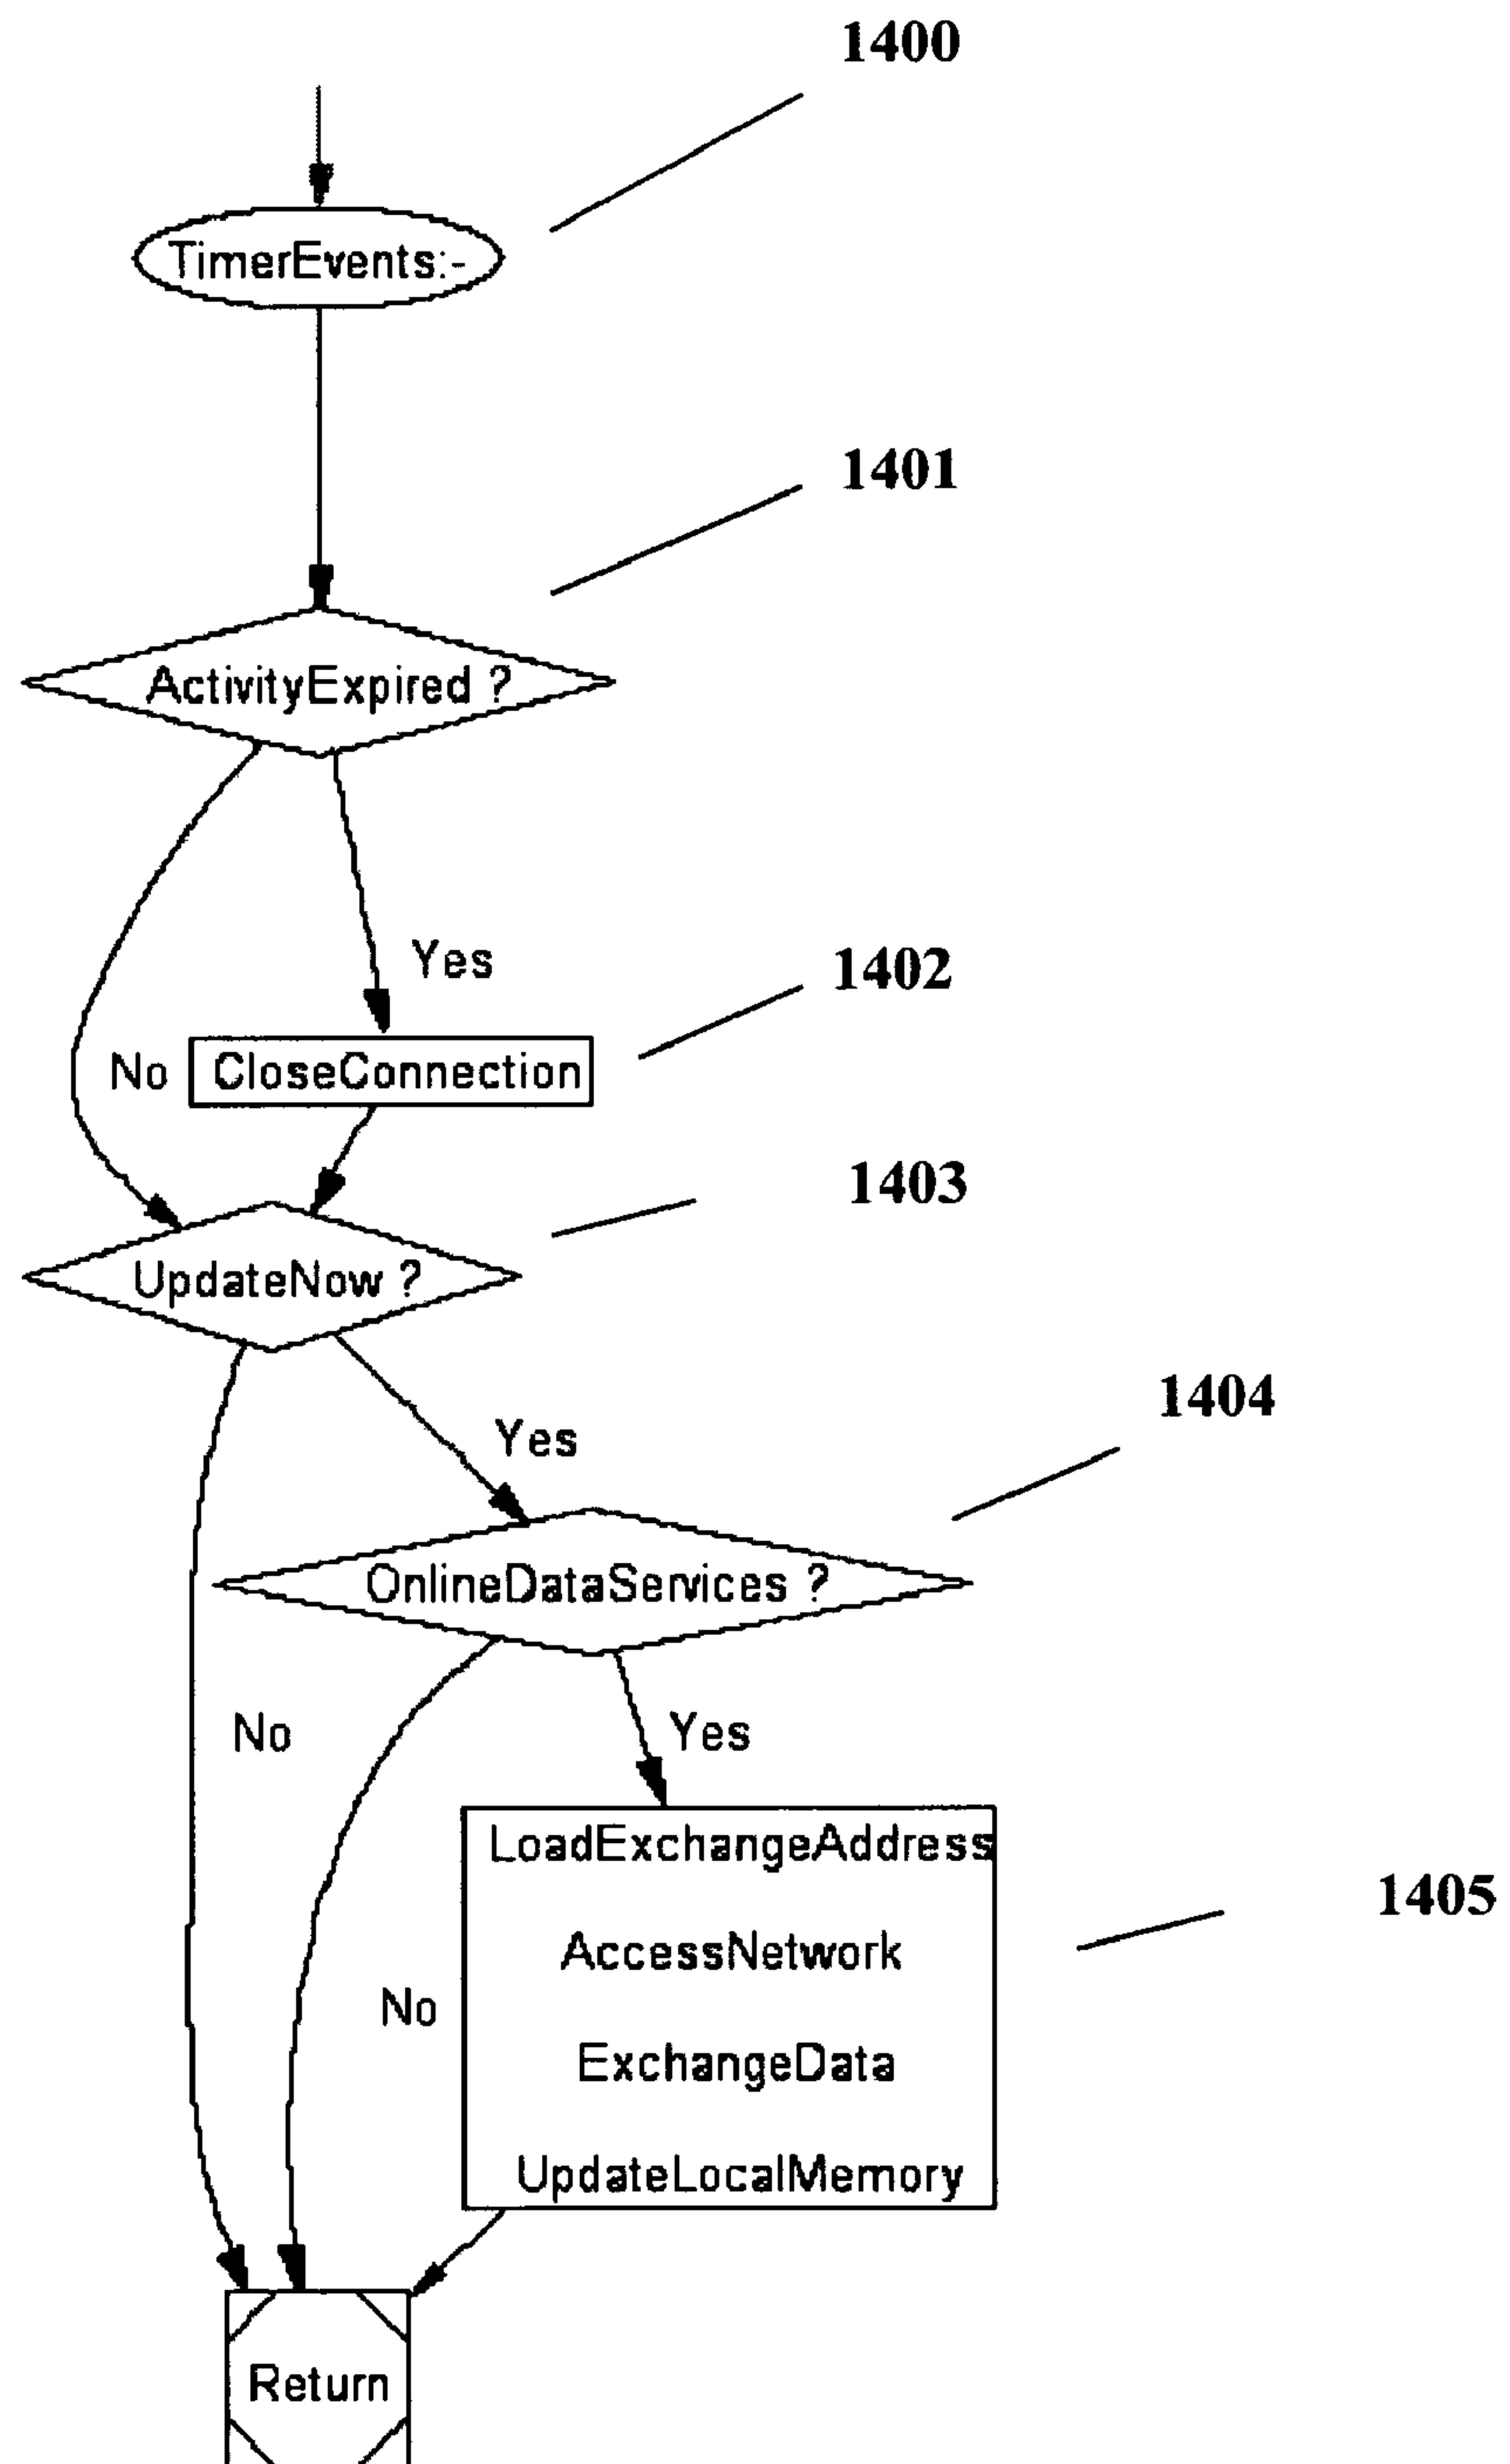 1400
TimerEvents:-
1401
ActivityExpired ?
Yes
1402
No
CloseConnection
1403
UpdateNow ?
1404
Yes
OnlineDataServices ?
No
Yes
LoadExchangeAddress
1405
AccessNetwork
No
ExchangeData
UpdateLocalMemory
Return